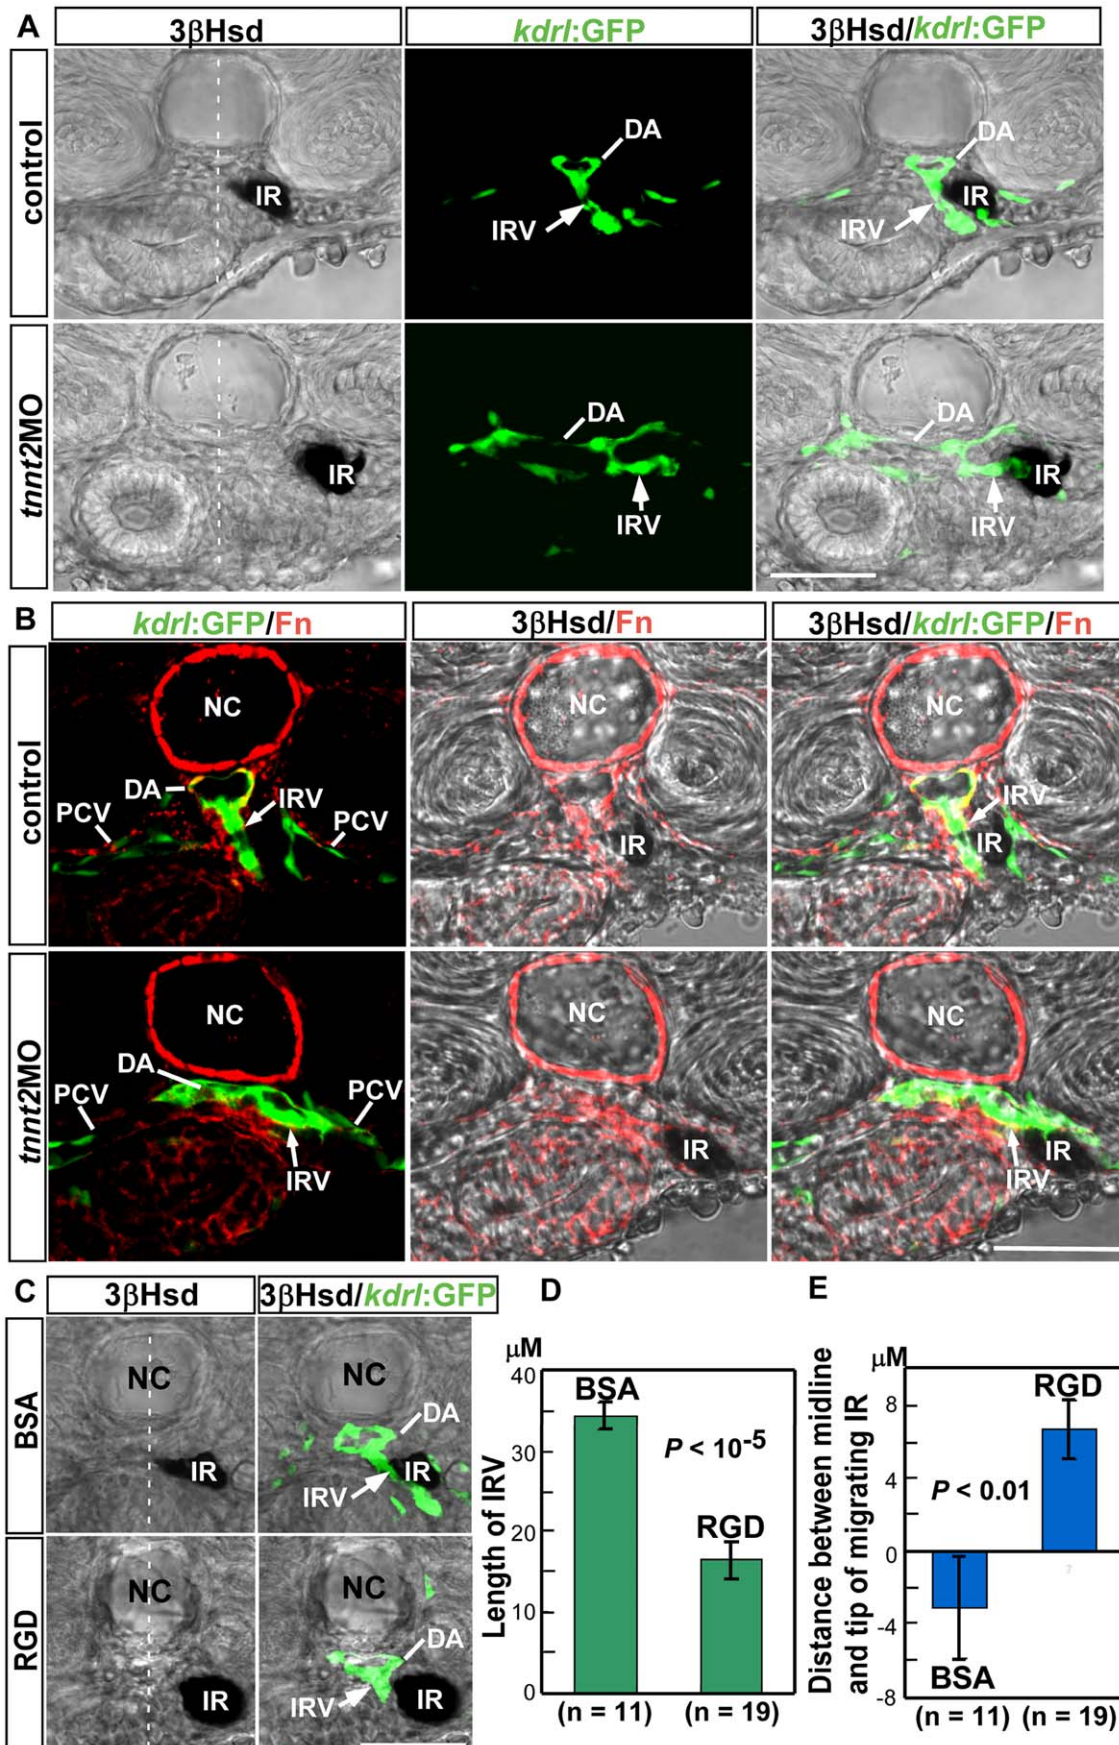 A
3βHsd
kdrl:GFP
3βHsd/kdrl:GFP
control
IR
DA
IRV
DA
IR
IRV
tnnt2MO
IR
DA
IRV
DA
IR
IRV
B
kdrl:GFP/Fn
3βHsd/Fn
3βHsd/kdrl:GFP/Fn
control
NC
DA
IRV
PCV
PCV
NC
IR
NC
IRV
IR
tnnt2MO
NC
DA
PCV
PCV
IRV
NC
IR
NC
IR
IRV
C
3βHsd
3βHsd/kdrl:GFP
BSA
NC
IR
DA
IR
IRV
RGD
NC
IR
NC
DA
IRV
IR
D
μM
Length of IRV
40
30
20
10
0
BSA
P < 10-5
RGD
(n = 11)
(n = 19)
E
μM
Distance between midline
and tip of migrating IR
8
4
0
-4
-8
RGD
P < 0.01
BSA
(n = 11)
(n = 19)